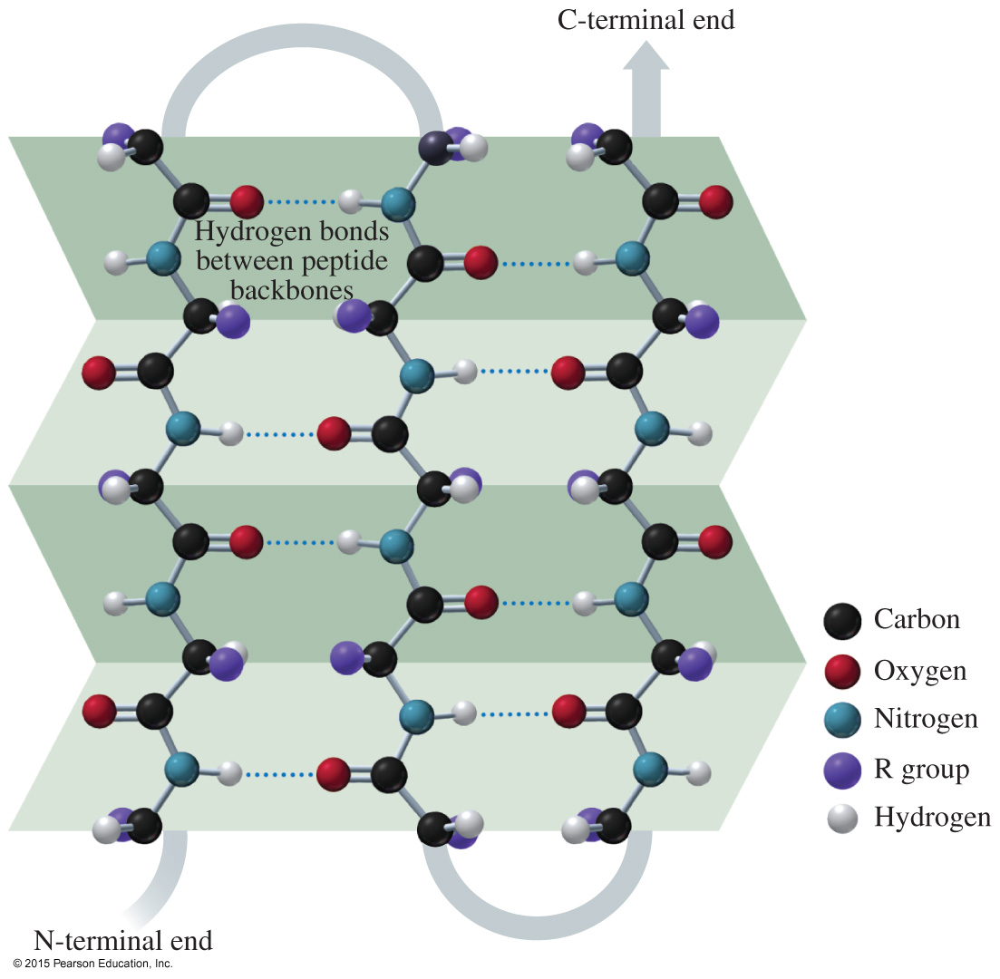 C-terminal end
Hydrogen bonds
between peptide
backbones
Carbon
Oxygen
Nitrogen
R group
Hydrogen
N-terminal end
© 2015 Pearson Education, Inc.